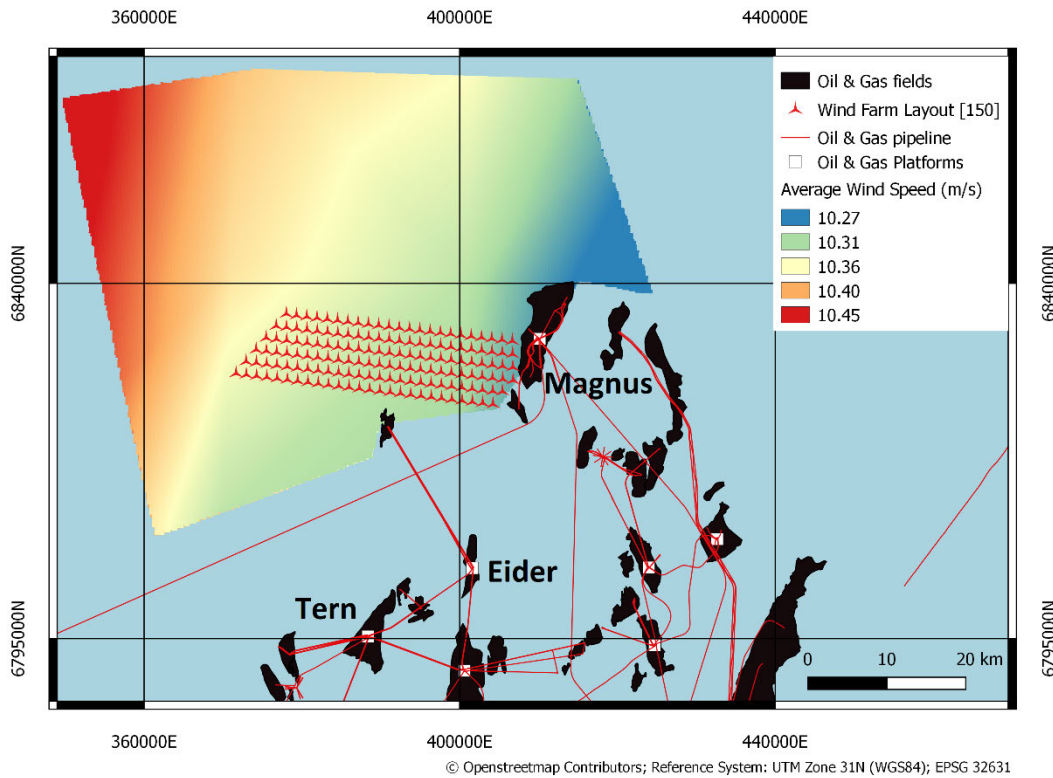 360000E 400000E 440000E
Oil & Gas fields
Wind Farm Layout [150]
Oil & Gas pipeline
Oil & Gas Platforms
Average Wind Speed (m/s)
10.27
10.31
10.36
10.40
10.45
6840000N 6840000N
Magnus
Eider
Tern
6795000N 6795000N
0 10 20 km
360000E 400000E 440000E
© Openstreetmap Contributors; Reference System: UTM Zone 31N (WGS84); EPSG 32631